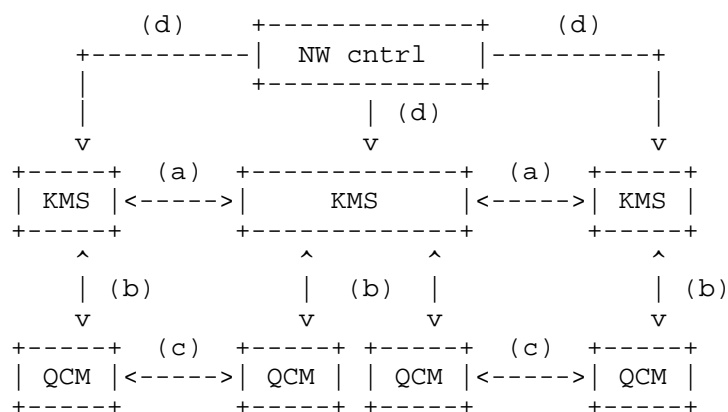 (d) (d)
NW cntrl
(d)
(a) (a)
KMS KMS KMS
(b) (b) (b)
(c) (c)
QCM QCM QCM QCM